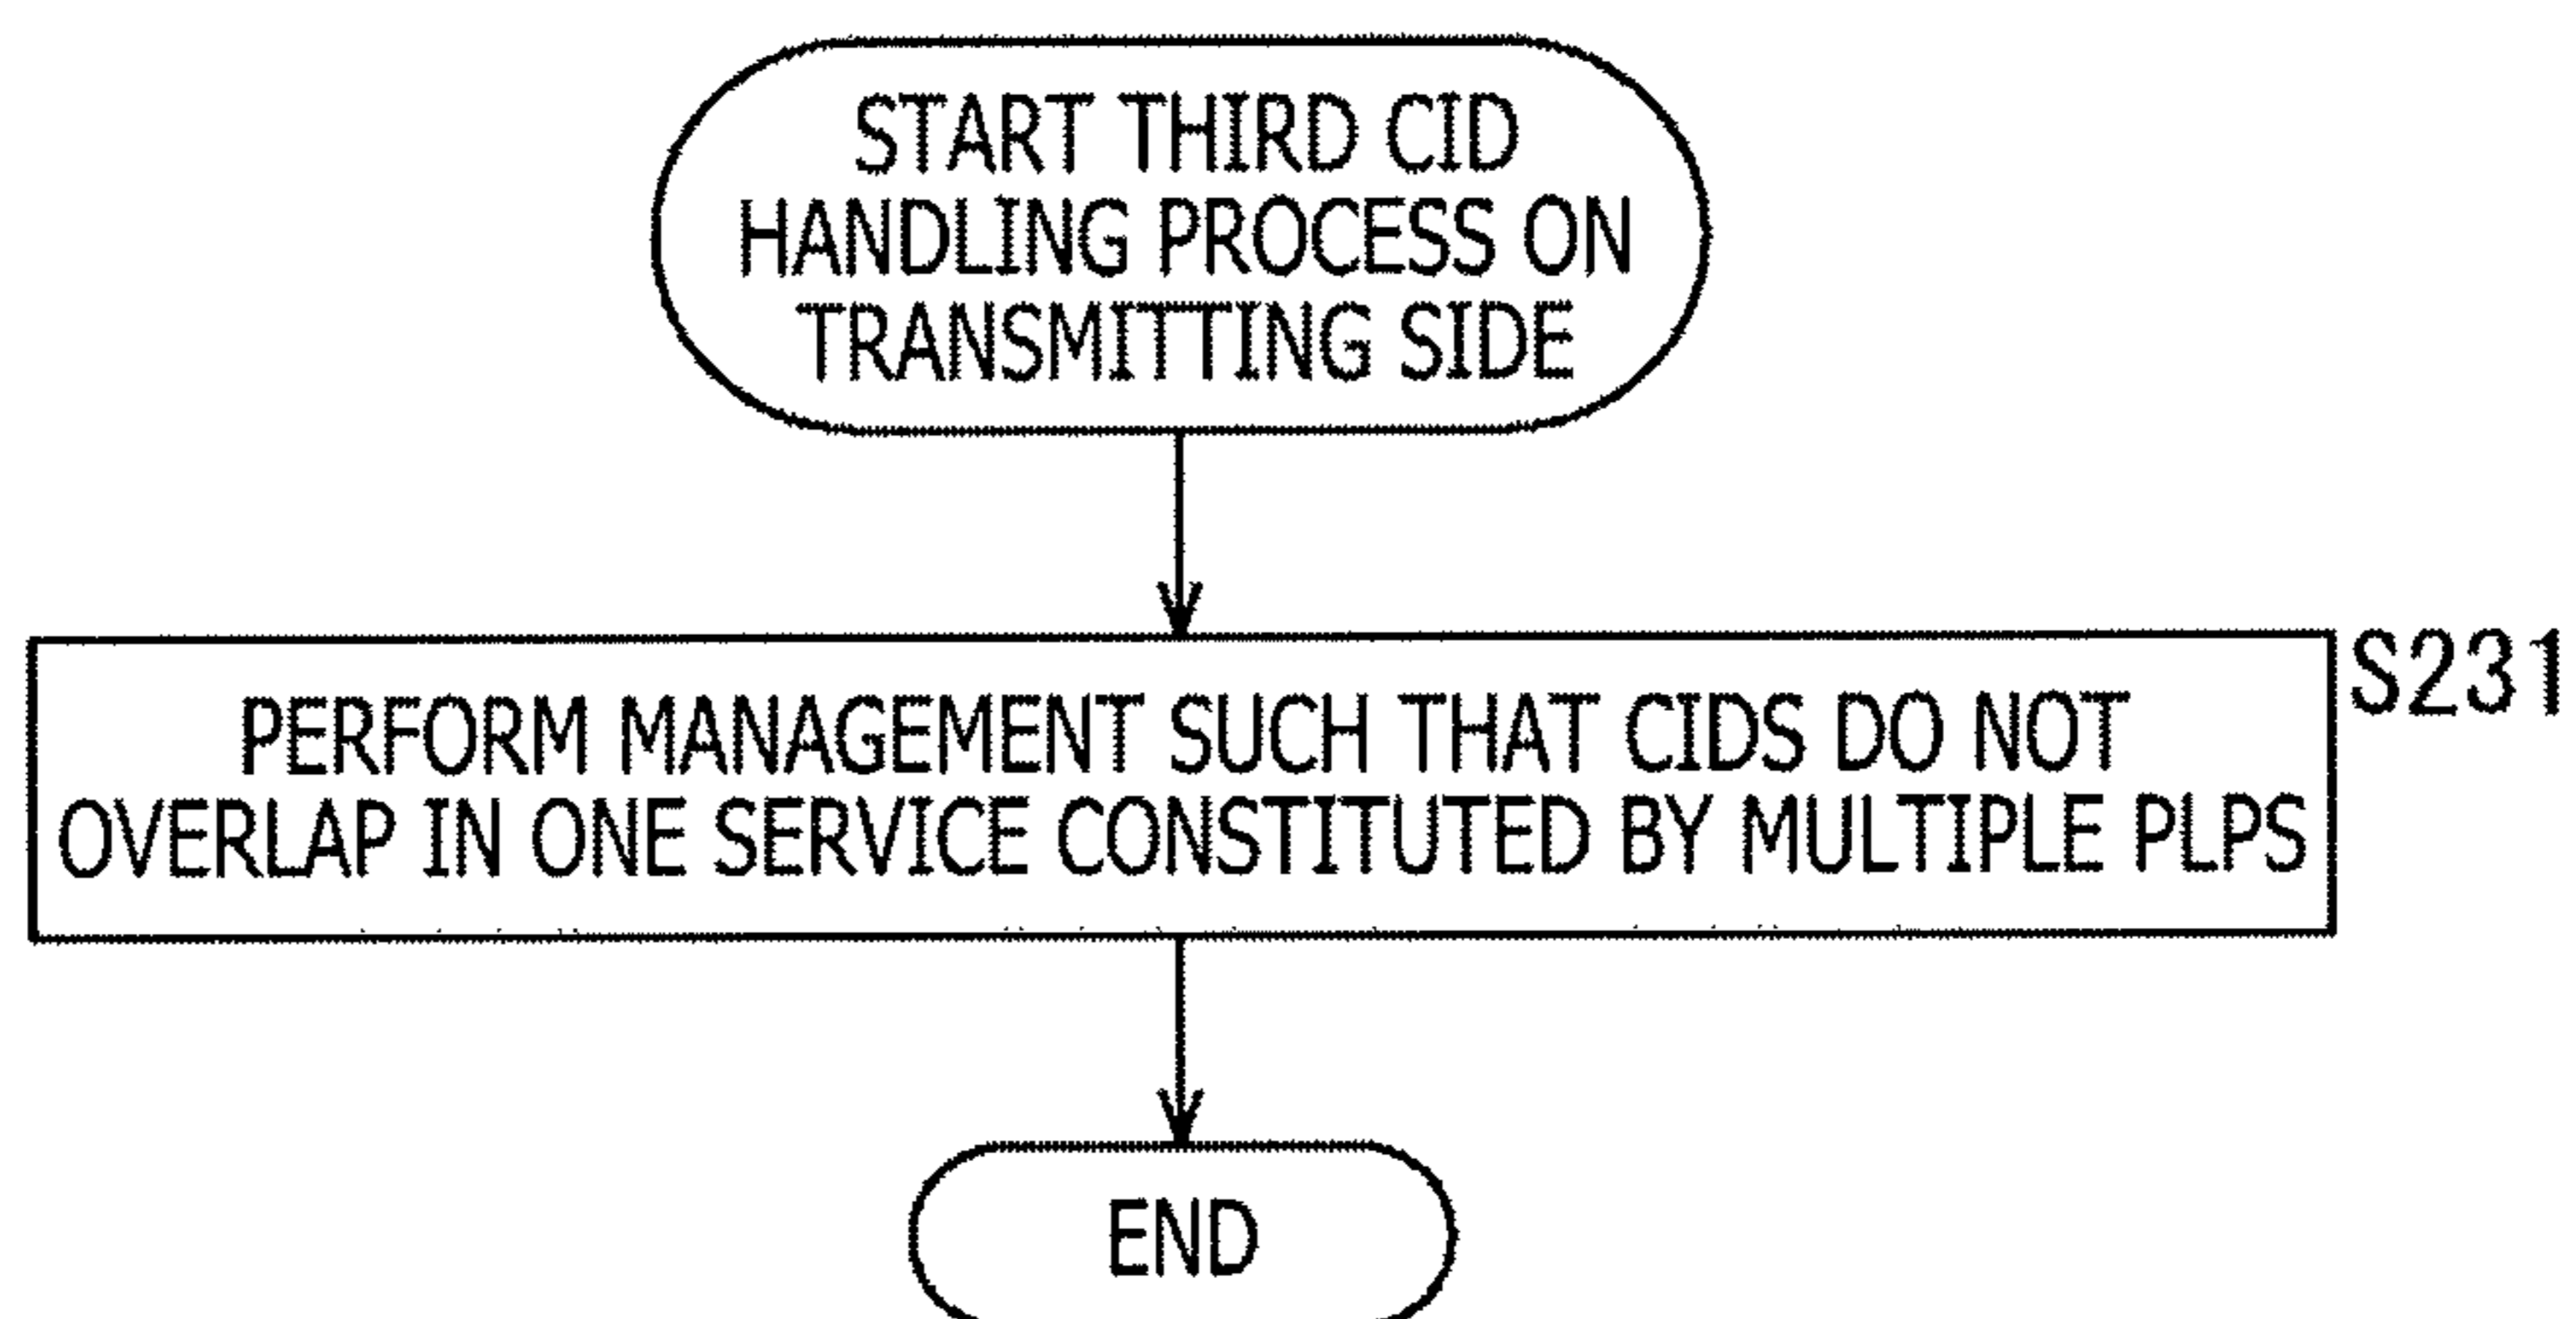 START THIRD CID
HANDLING PROCESS ON
TRANSMITTING SIDE
S231
PERFORM MANAGEMENT SUCH THAT CIDS DO NOT
OVERLAP IN ONE SERVICE CONSTITUTED BY MULTIPLE PLPS
END